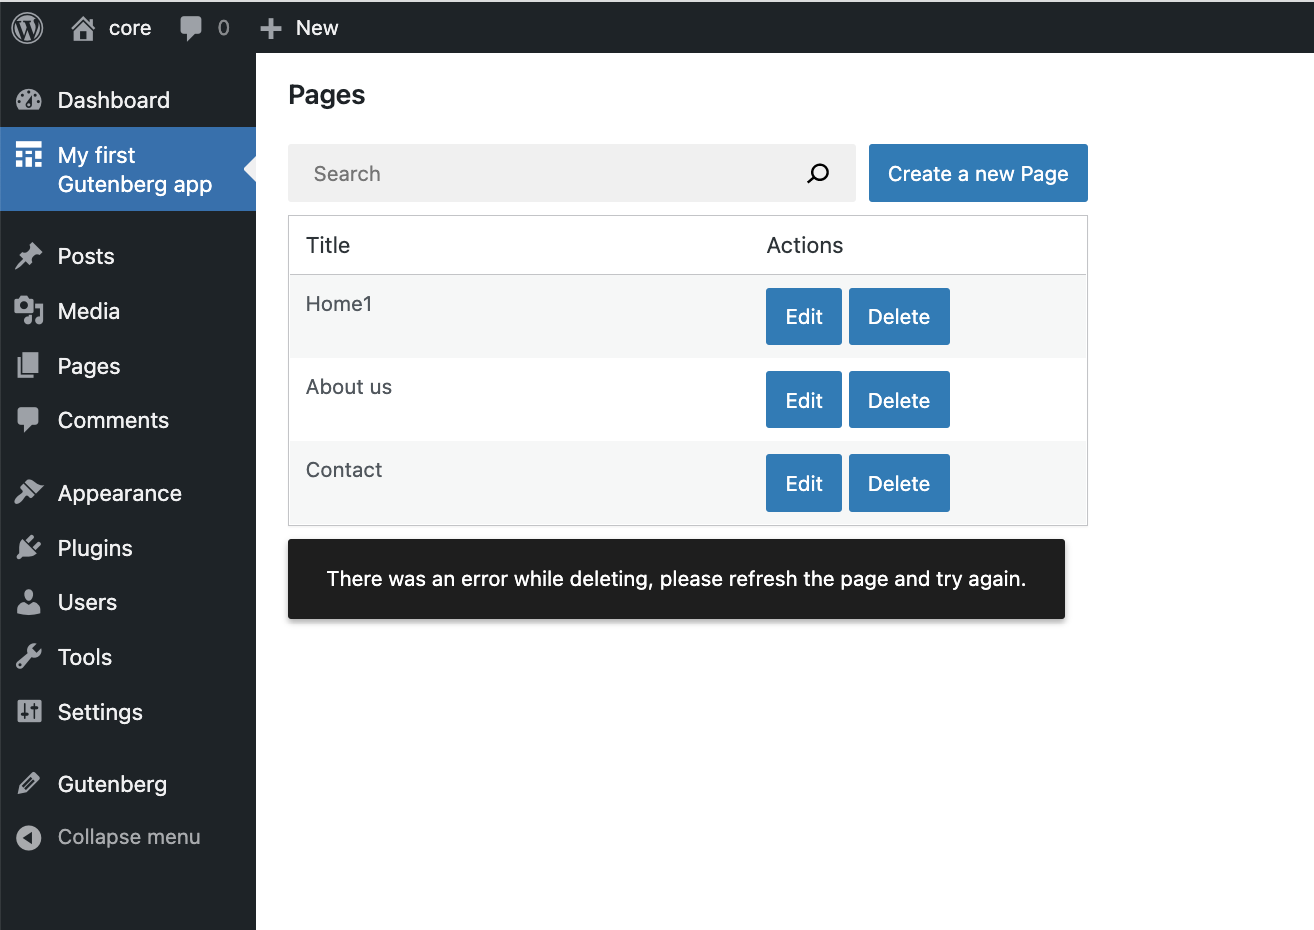 core 0 New
Dashboard
My first
Gutenberg app
Posts
Media
Pages
Comments
Appearance
Plugins
Users
Tools
Settings
Gutenberg
Collapse menu
Pages
Search
Create a new Page
Title Actions
Home1 Edit Delete
About us Edit Delete
Contact Edit Delete
There was an error while deleting, please refresh the page and try again.